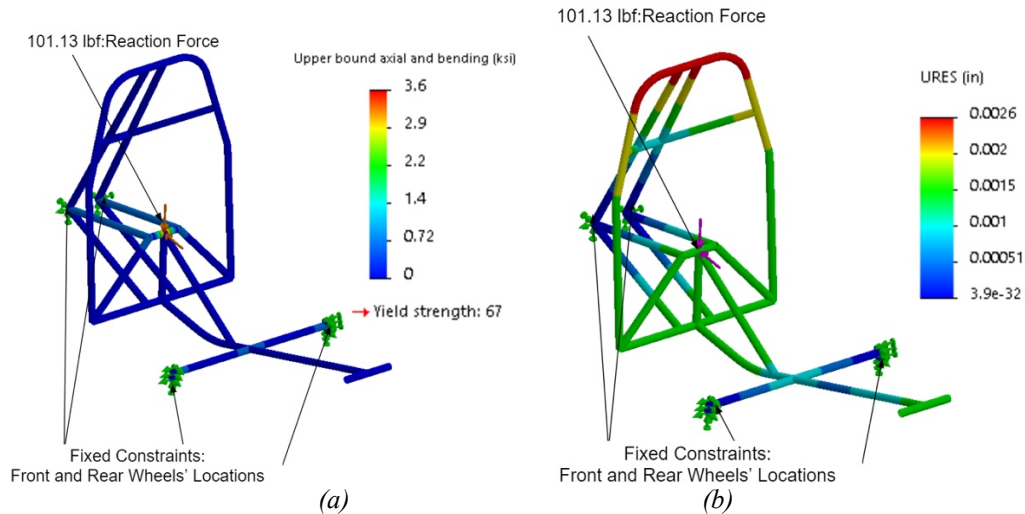 101.13 lbf:Reaction Force
Upper bound axial and bending (ksi)
3.6
2.9
2.2
1.4
0.72
0
Yield strength: 67
Fixed Constraints:
Front and Rear Wheels’ Locations
(a)
101.13 lbf:Reaction Force
URES (in)
0.0026
0.002
0.0015
0.001
0.00051
3.9e-32
Fixed Constraints:
Front and Rear Wheels’ Locations
(b)